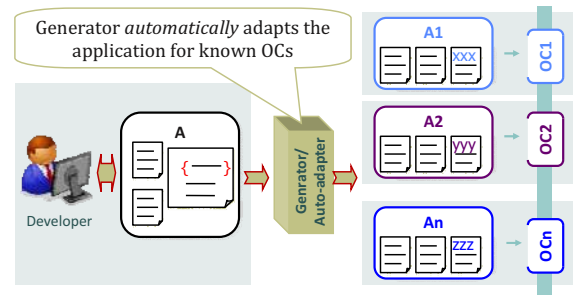 Generator automatically adapts the
application for known OCs
A
{ }
Developer
Genrator/
Auto-adapter
A1
xxx
OC1
A2
yyy
OC2
An
zzz
OCn